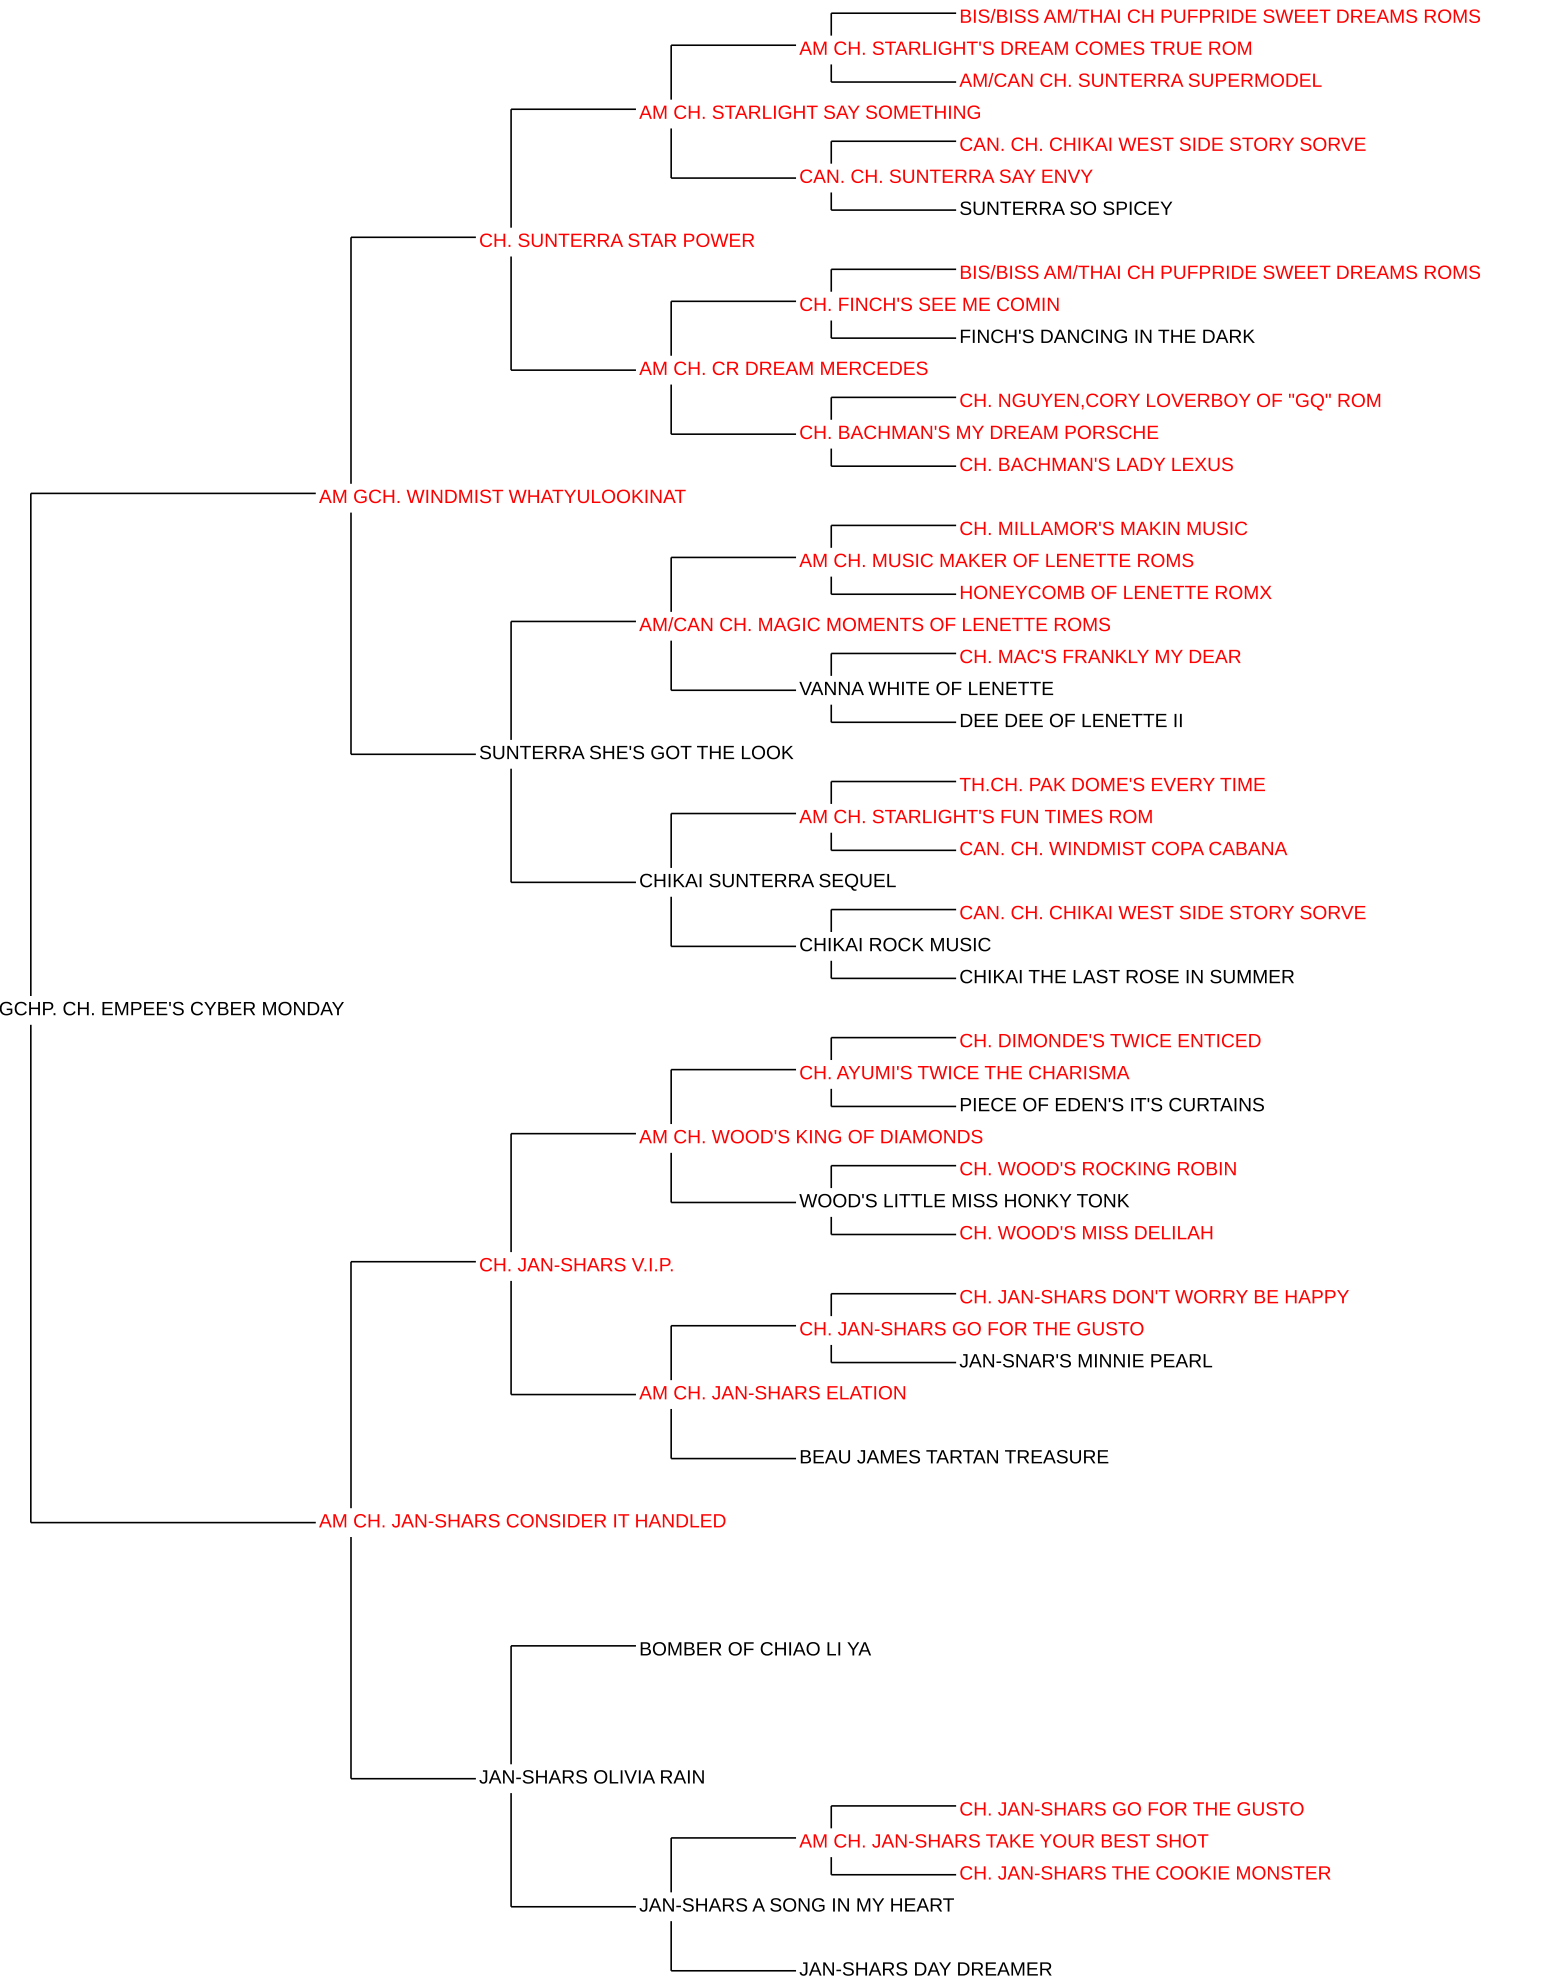 BIS/BISS AM/THAI CH PUFPRIDE SWEET DREAMS ROMS
AM CH. STARLIGHT'S DREAM COMES TRUE ROM
AM/CAN CH. SUNTERRA SUPERMODEL
AM CH. STARLIGHT SAY SOMETHING
CAN. CH. CHIKAI WEST SIDE STORY SORVE
CAN. CH. SUNTERRA SAY ENVY
SUNTERRA SO SPICEY
CH. SUNTERRA STAR POWER
BIS/BISS AM/THAI CH PUFPRIDE SWEET DREAMS ROMS
CH. FINCH'S SEE ME COMIN
FINCH'S DANCING IN THE DARK
AM CH. CR DREAM MERCEDES
CH. NGUYEN,CORY LOVERBOY OF "GQ" ROM
CH. BACHMAN'S MY DREAM PORSCHE
CH. BACHMAN'S LADY LEXUS
AM GCH. WINDMIST WHATYULOOKINAT
CH. MILLAMOR'S MAKIN MUSIC
AM CH. MUSIC MAKER OF LENETTE ROMS
HONEYCOMB OF LENETTE ROMX
AM/CAN CH. MAGIC MOMENTS OF LENETTE ROMS
CH. MAC'S FRANKLY MY DEAR
VANNA WHITE OF LENETTE
DEE DEE OF LENETTE II
SUNTERRA SHE'S GOT THE LOOK
TH.CH. PAK DOME'S EVERY TIME
AM CH. STARLIGHT'S FUN TIMES ROM
CAN. CH. WINDMIST COPA CABANA
CHIKAI SUNTERRA SEQUEL
CAN. CH. CHIKAI WEST SIDE STORY SORVE
CHIKAI ROCK MUSIC
CHIKAI THE LAST ROSE IN SUMMER
GCHP. CH. EMPEE'S CYBER MONDAY
CH. DIMONDE'S TWICE ENTICED
CH. AYUMI'S TWICE THE CHARISMA
PIECE OF EDEN'S IT'S CURTAINS
AM CH. WOOD'S KING OF DIAMONDS
CH. WOOD'S ROCKING ROBIN
WOOD'S LITTLE MISS HONKY TONK
CH. WOOD'S MISS DELILAH
CH. JAN-SHARS V.I.P.
CH. JAN-SHARS DON'T WORRY BE HAPPY
CH. JAN-SHARS GO FOR THE GUSTO
JAN-SNAR'S MINNIE PEARL
AM CH. JAN-SHARS ELATION
BEAU JAMES TARTAN TREASURE
AM CH. JAN-SHARS CONSIDER IT HANDLED
BOMBER OF CHIAO LI YA
JAN-SHARS OLIVIA RAIN
CH. JAN-SHARS GO FOR THE GUSTO
AM CH. JAN-SHARS TAKE YOUR BEST SHOT
CH. JAN-SHARS THE COOKIE MONSTER
JAN-SHARS A SONG IN MY HEART
JAN-SHARS DAY DREAMER